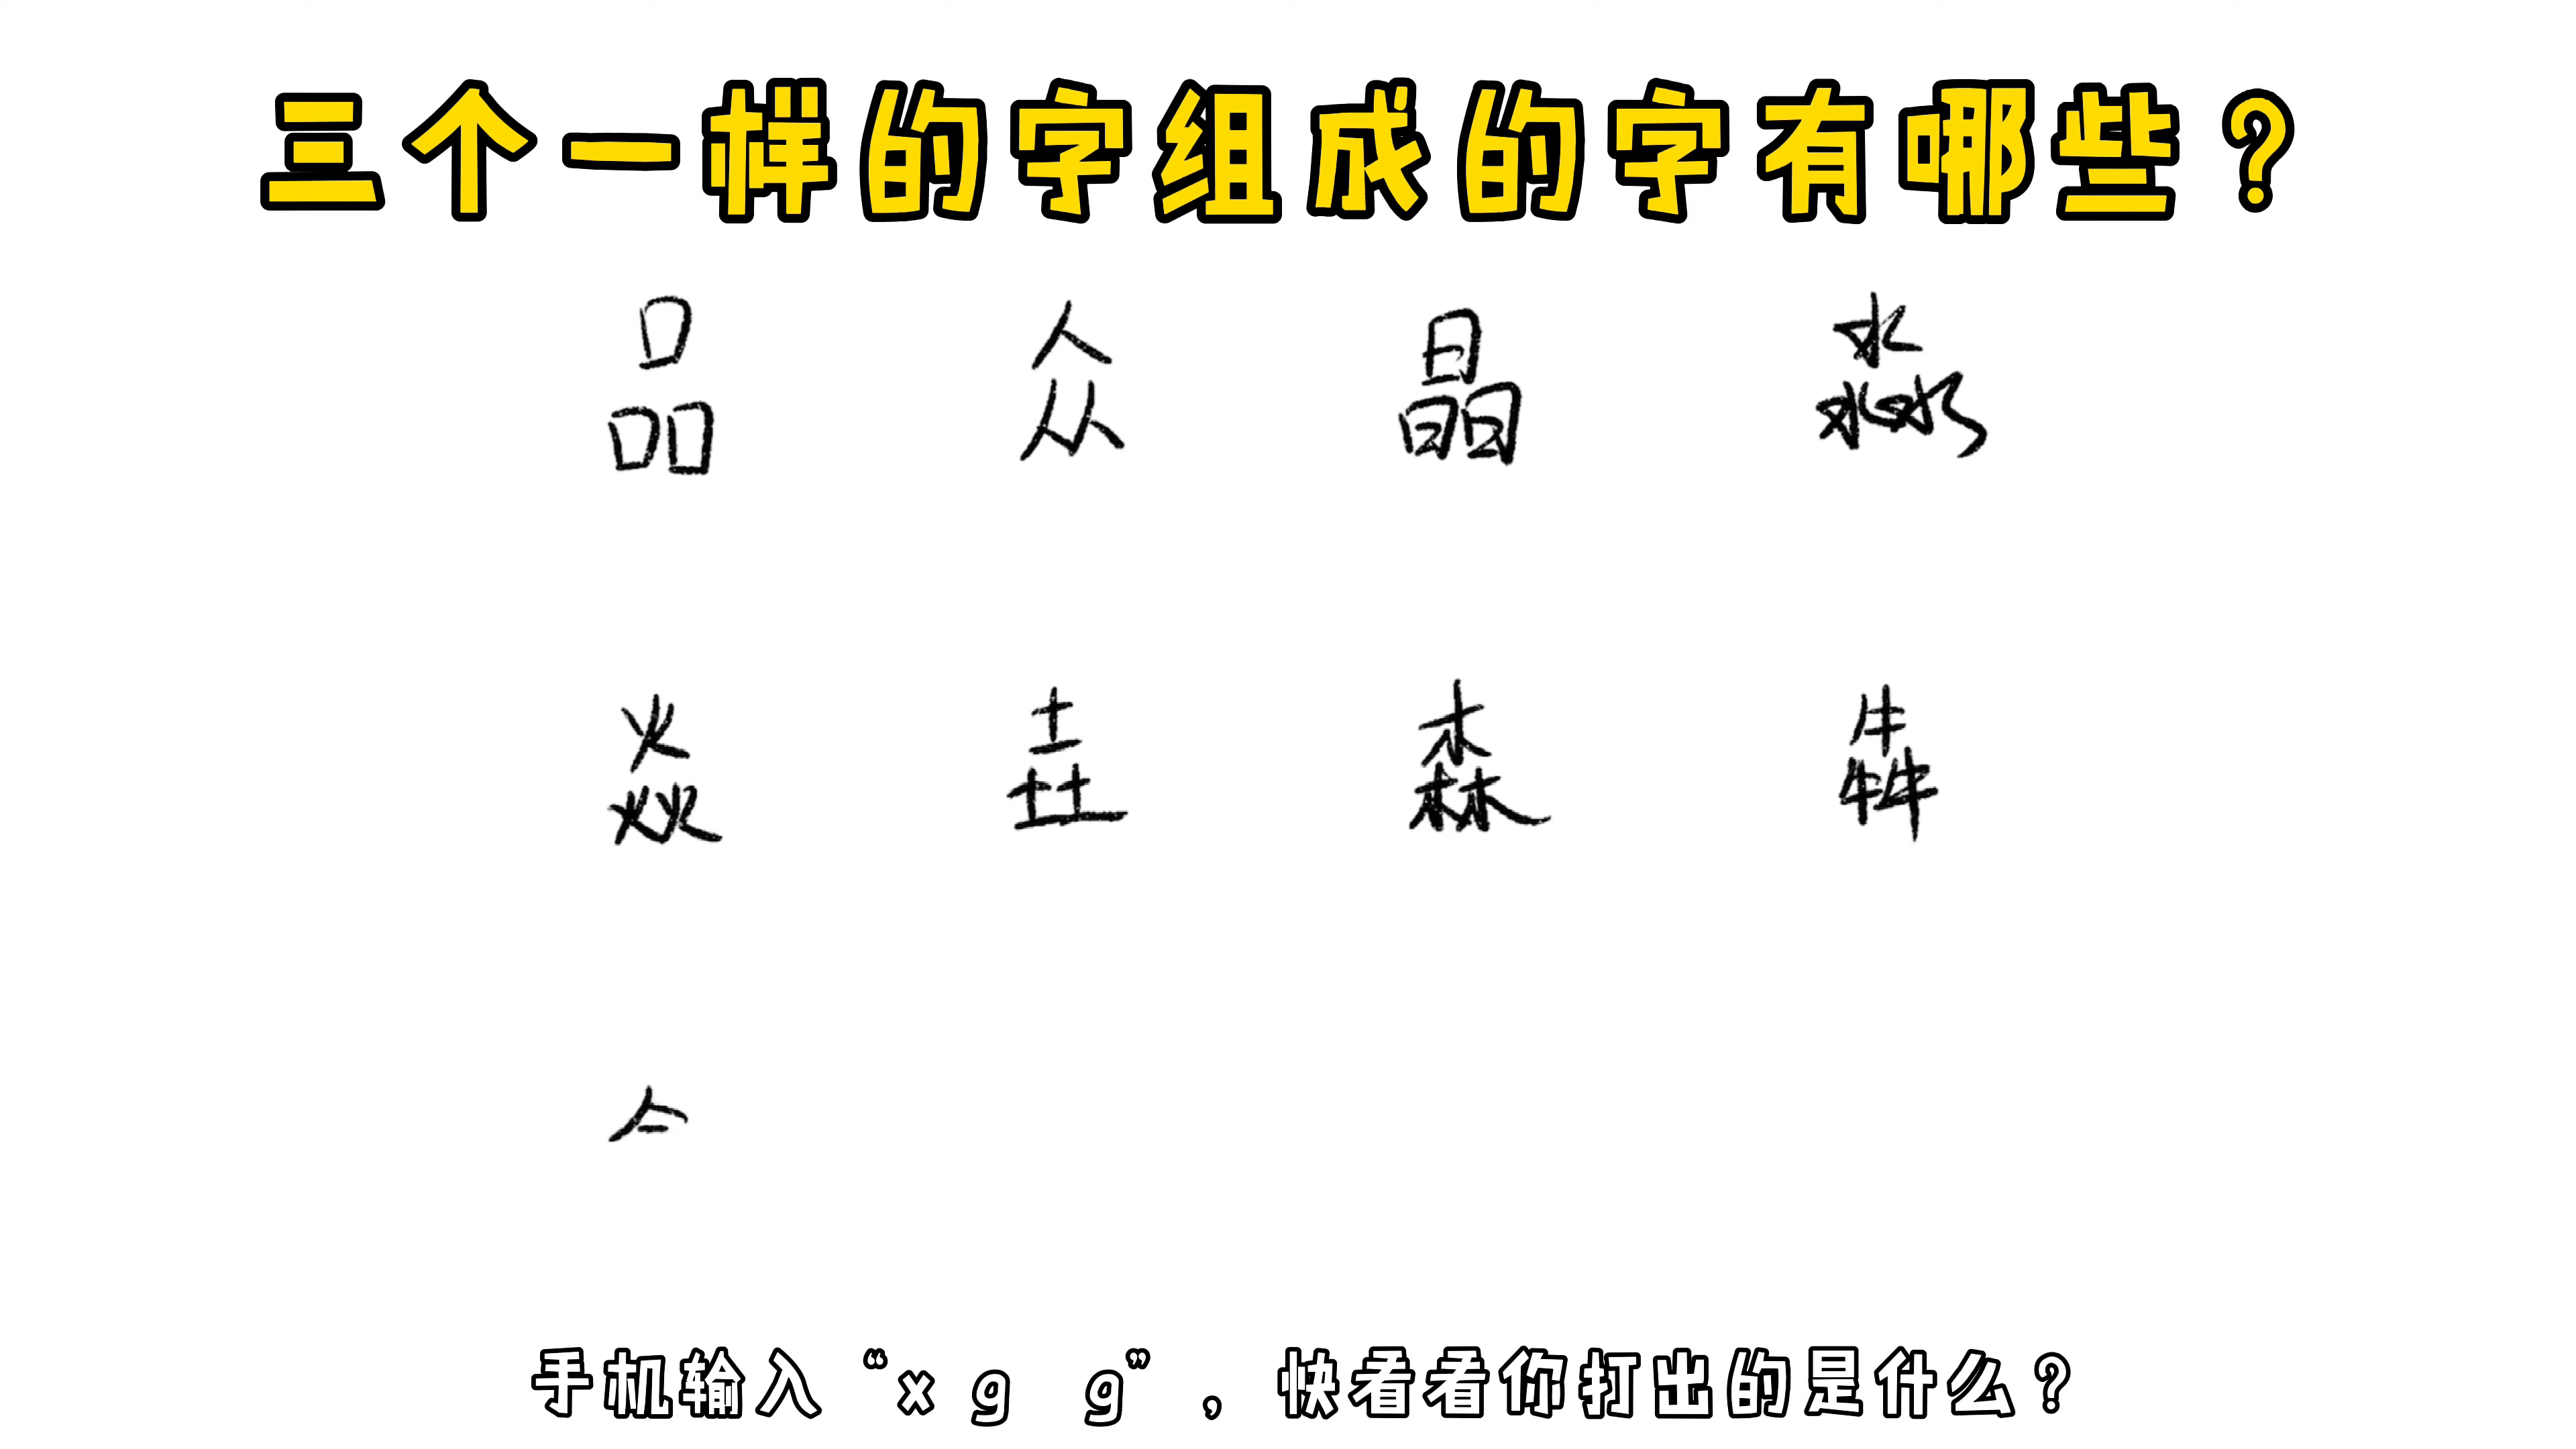 三个一样的字组成的字有哪些？
品 众 晶 淼
焱 垚 森 犇
手机输入“xg g”，快看看你打出的是什么？